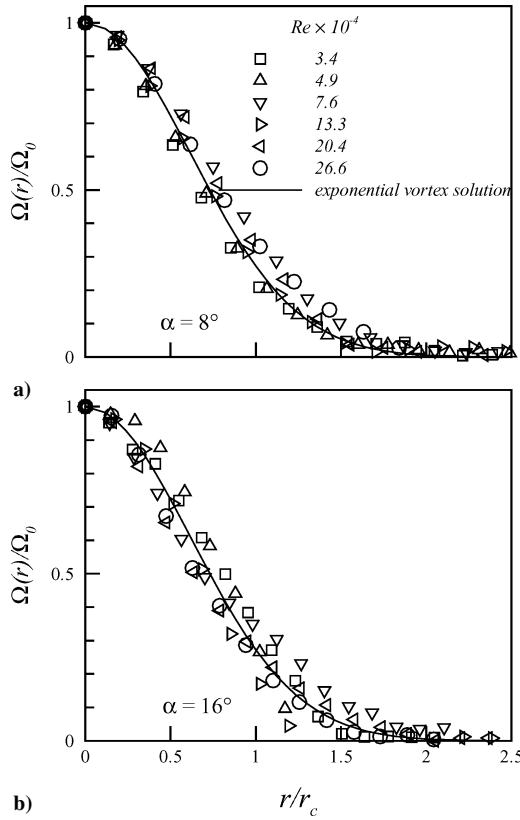 a)
Ω(r)/Ω₀
1
0.5
0
Re × 10⁻⁴
3.4
4.9
7.6
13.3
20.4
26.6
exponential vortex solution
α = 8°
b)
Ω(r)/Ω₀
1
0.5
0
α = 16°
0 0.5 1 1.5 2 2.5
r/r_c